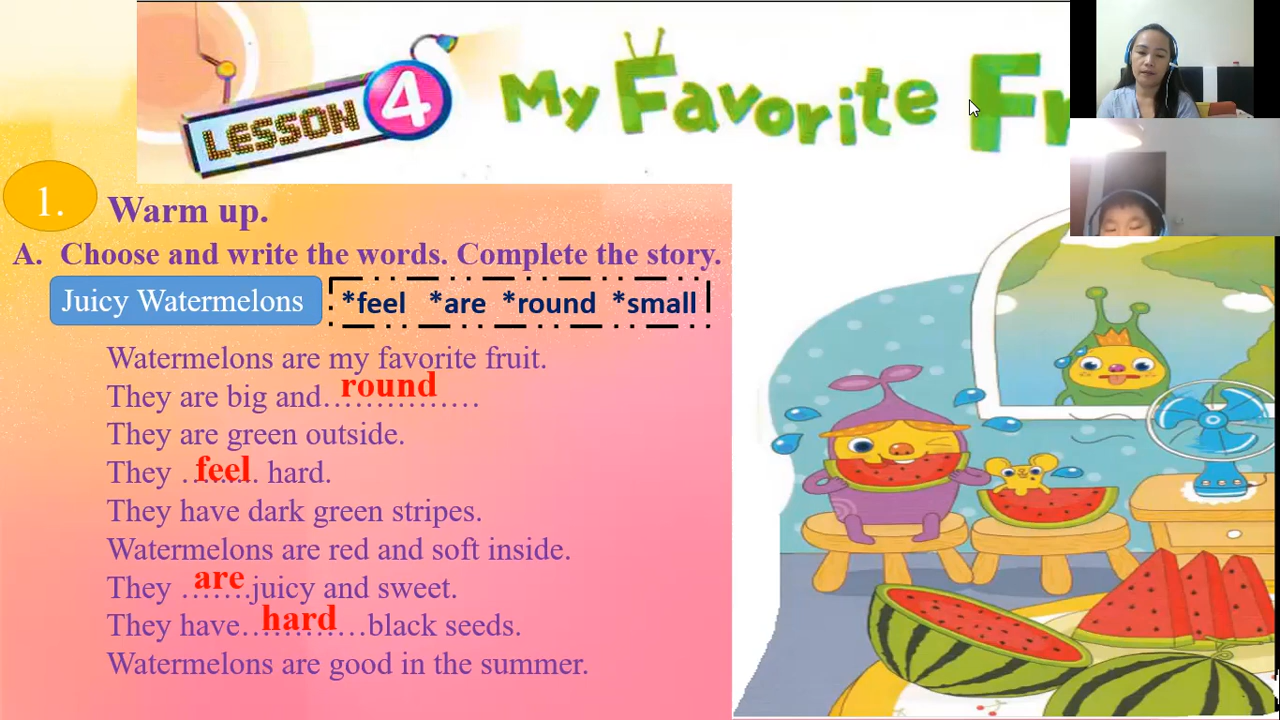 LESSON 4
My Favorite Fr
1.
Warm up.
A. Choose and write the words. Complete the story.
Juicy Watermelons
*feel *are *round *small
Watermelons are my favorite fruit.
They are big and……round………
They are green outside.
They …feel…. hard.
They have dark green stripes.
Watermelons are red and soft inside.
They …are….juicy and sweet.
They have……hard……black seeds.
Watermelons are good in the summer.